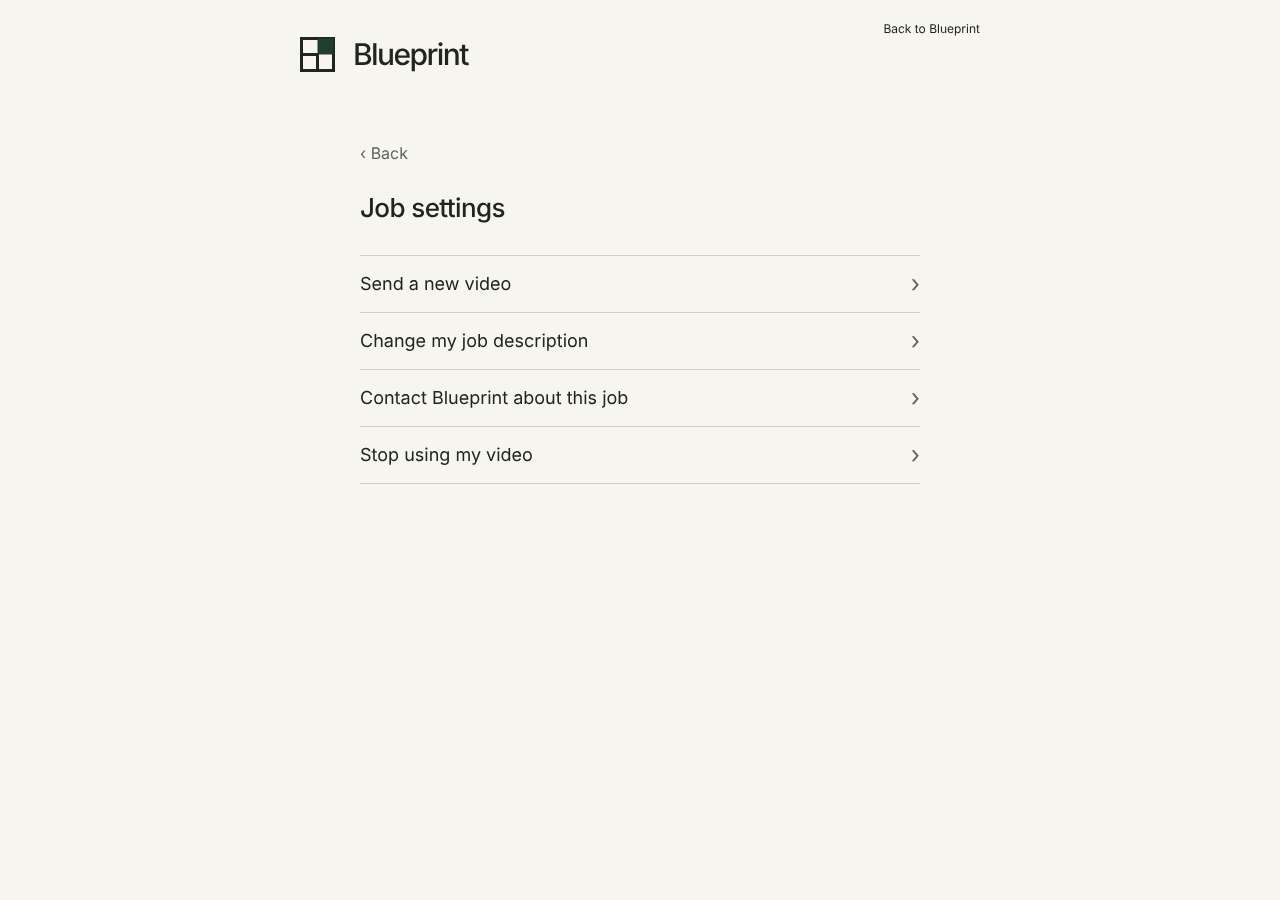 Back to Blueprint
Blueprint
‹ Back
Job settings
Send a new video
Change my job description
Contact Blueprint about this job
Stop using my video